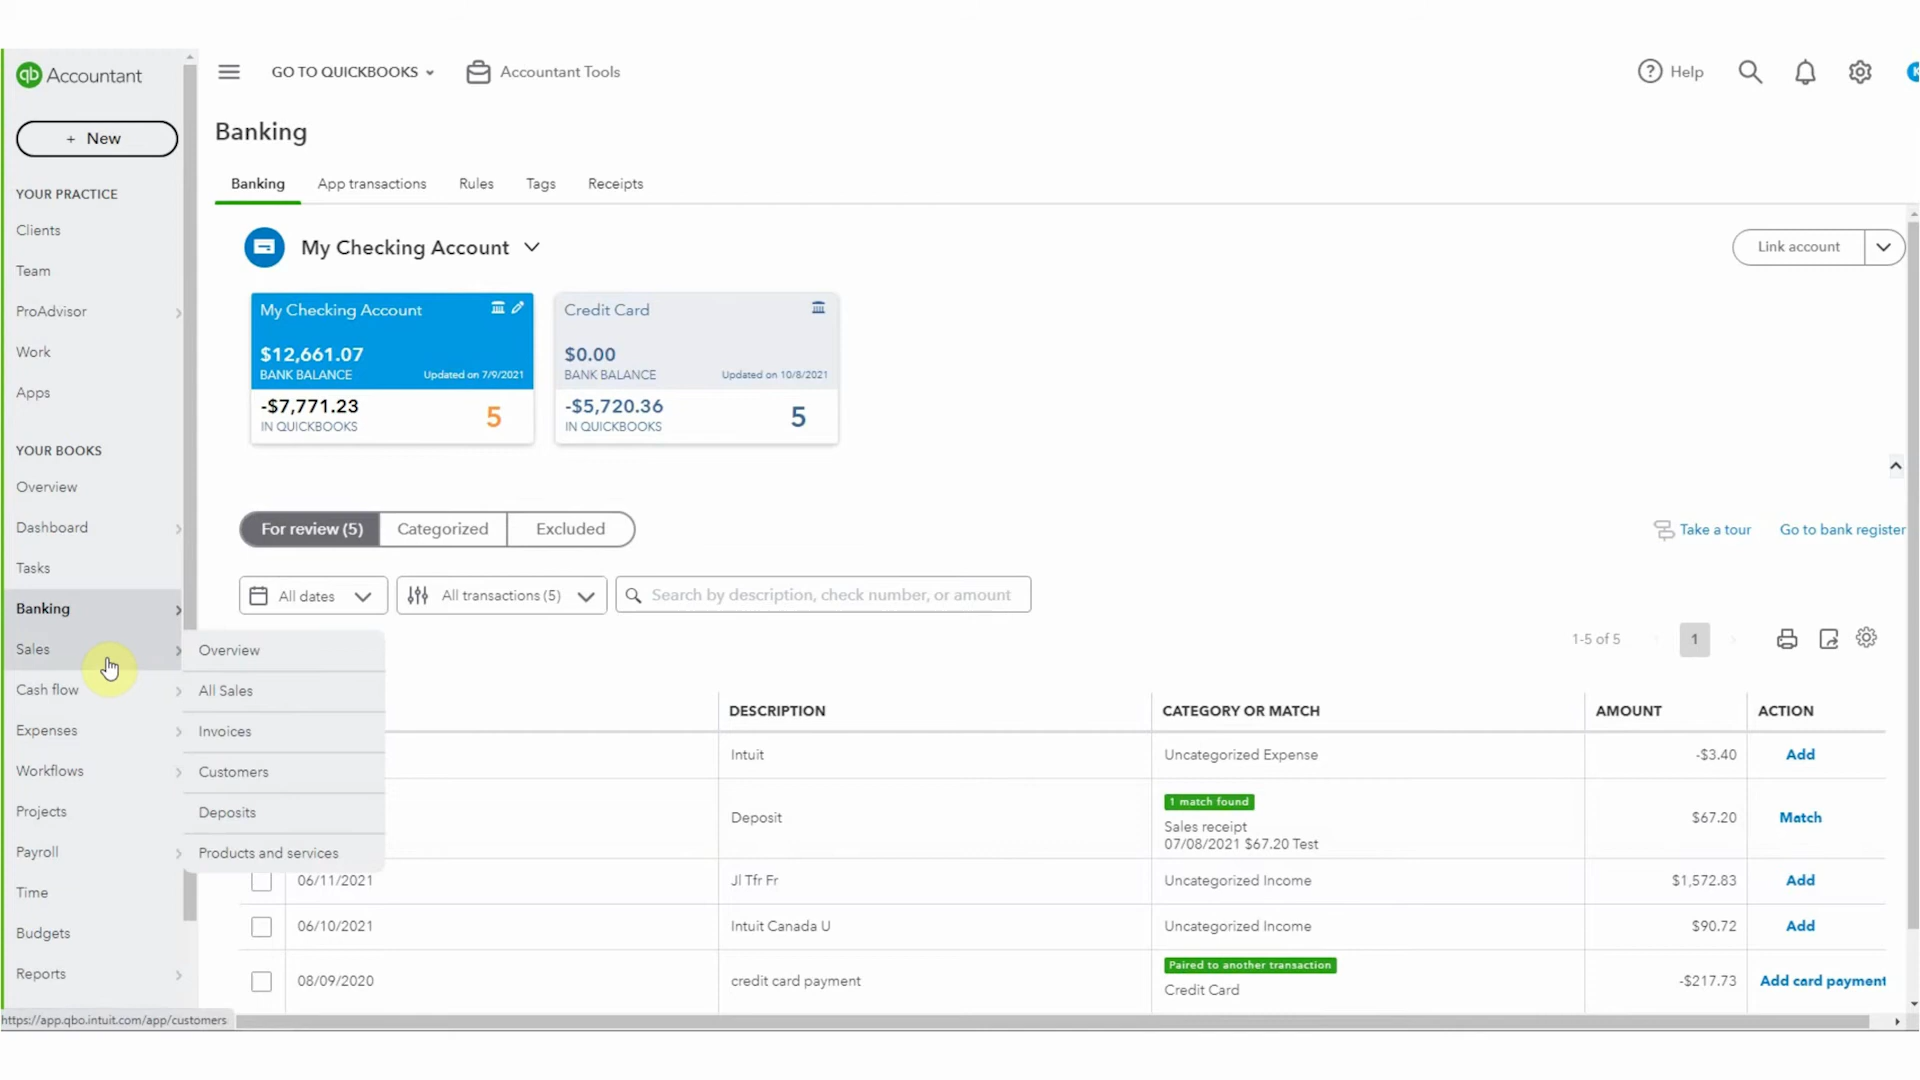 qb Accountant
GO TO QUICKBOOKS
Accountant Tools
Help
K
+ New
Banking
Banking
App transactions
Rules
Tags
Receipts
YOUR PRACTICE
Clients
Team
ProAdvisor
Work
Apps
YOUR BOOKS
Overview
Dashboard
Tasks
Banking
Sales
Cash flow
Expenses
Workflows
Projects
Payroll
Time
Budgets
Reports
Overview
All Sales
Invoices
Customers
Deposits
Products and services
My Checking Account
Link account
My Checking Account
$12,661.07
BANK BALANCE
Updated on 7/9/2021
-$7,771.23
5
IN QUICKBOOKS
Credit Card
$0.00
BANK BALANCE
Updated on 10/8/2021
-$5,720.36
5
IN QUICKBOOKS
For review (5)
Categorized
Excluded
Take a tour
Go to bank register
All dates
All transactions (5)
Search by description, check number, or amount
1-5 of 5
1
DESCRIPTION
CATEGORY OR MATCH
AMOUNT
ACTION
Intuit
Uncategorized Expense
-$3.40
Add
Deposit
1 match found
Sales receipt
07/08/2021 $67.20 Test
$67.20
Match
06/11/2021
JI Tfr Fr
Uncategorized Income
$1,572.83
Add
06/10/2021
Intuit Canada U
Uncategorized Income
$90.72
Add
08/09/2020
credit card payment
Paired to another transaction
Credit Card
-$217.73
Add card payment
https://app.qbo.intuit.com/app/customers